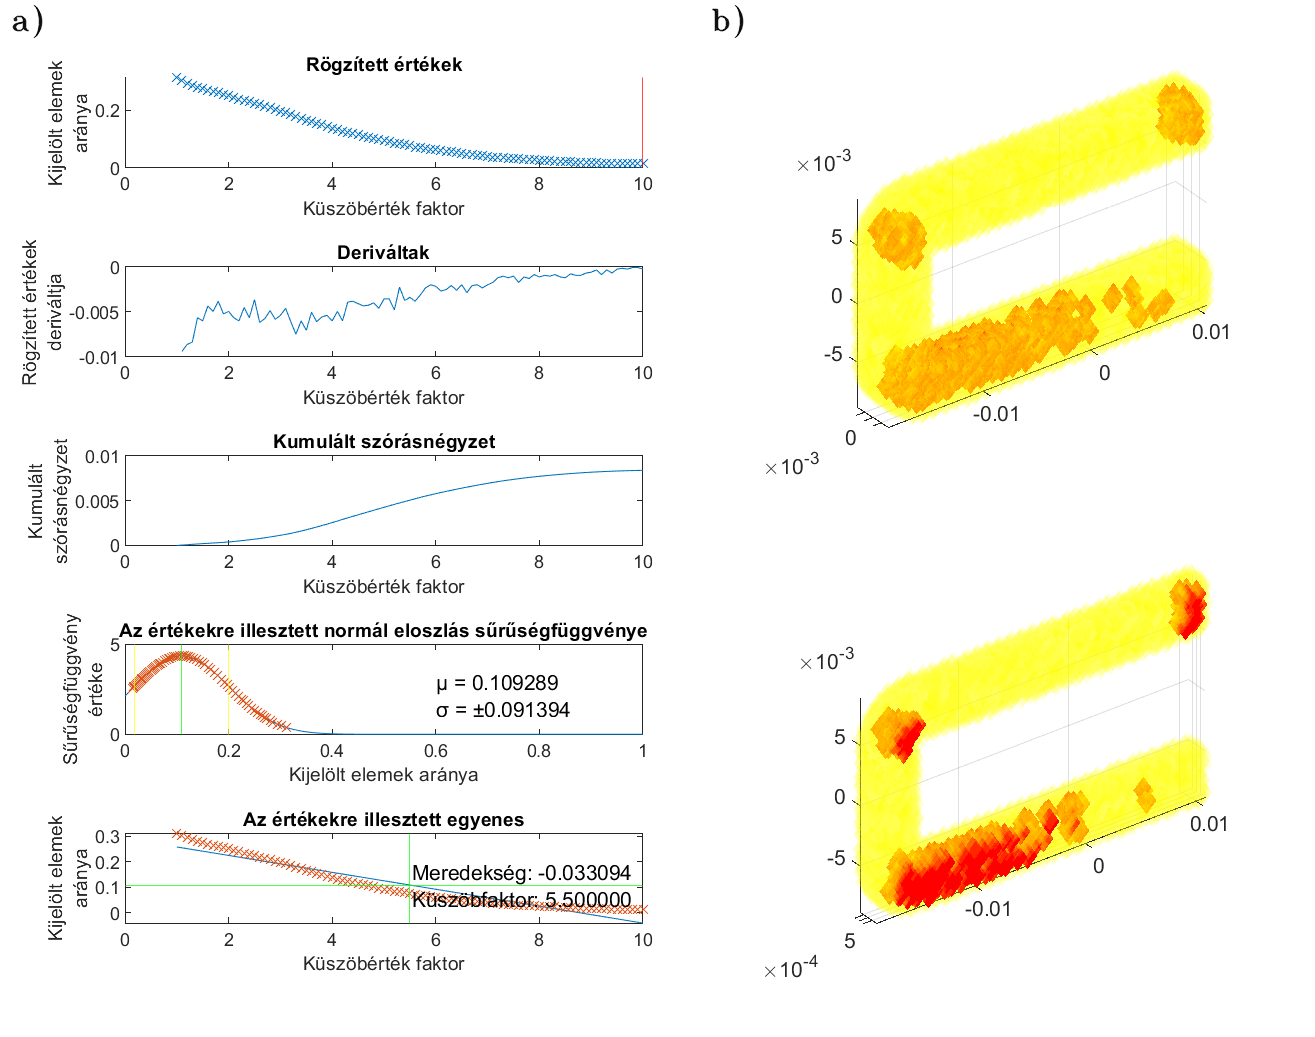 a)
b)
Rögzített értékek
Kijelölt elemek
aránya
0.2
0
0 2 4 6 8 10
Küszöbérték faktor
Deriváltak
Rögzített értékek
deriváltja
0
-0.005
-0.01
0 2 4 6 8 10
Küszöbérték faktor
Kumulált szórásnégyzet
Kumulált
szórásnégyzet
0.01
0.005
0
0 2 4 6 8 10
Küszöbérték faktor
Az értékekre illesztett normál eloszlás sűrűségfüggvénye
Sűrűségfüggvény
értéke
5
0
μ = 0.109289
σ = ±0.091394
0 0.2 0.4 0.6 0.8 1
Kijelölt elemek aránya
Az értékekre illesztett egyenes
Kijelölt elemek
aránya
0.3
0.2
0.1
0
Meredekség: -0.033094
Küszöbfaktor: 5.500000
0 2 4 6 8 10
Küszöbérték faktor
×10-3
5
0
-5
0.01
0
-0.01
0
×10-3
×10-3
5
0
-5
0.01
0
-0.01
5
×10-4